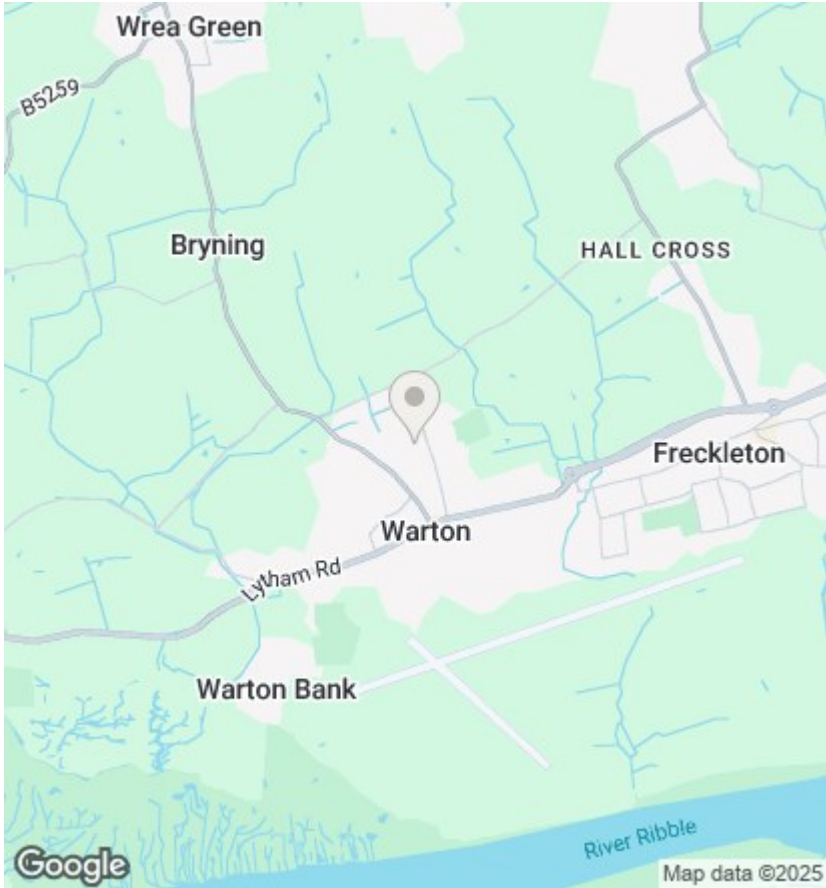 Wrea Green
B5259
Bryning
HALL CROSS
Freckleton
Warton
Lytham Rd
Warton Bank
River Ribble
Google
Map data ©2025